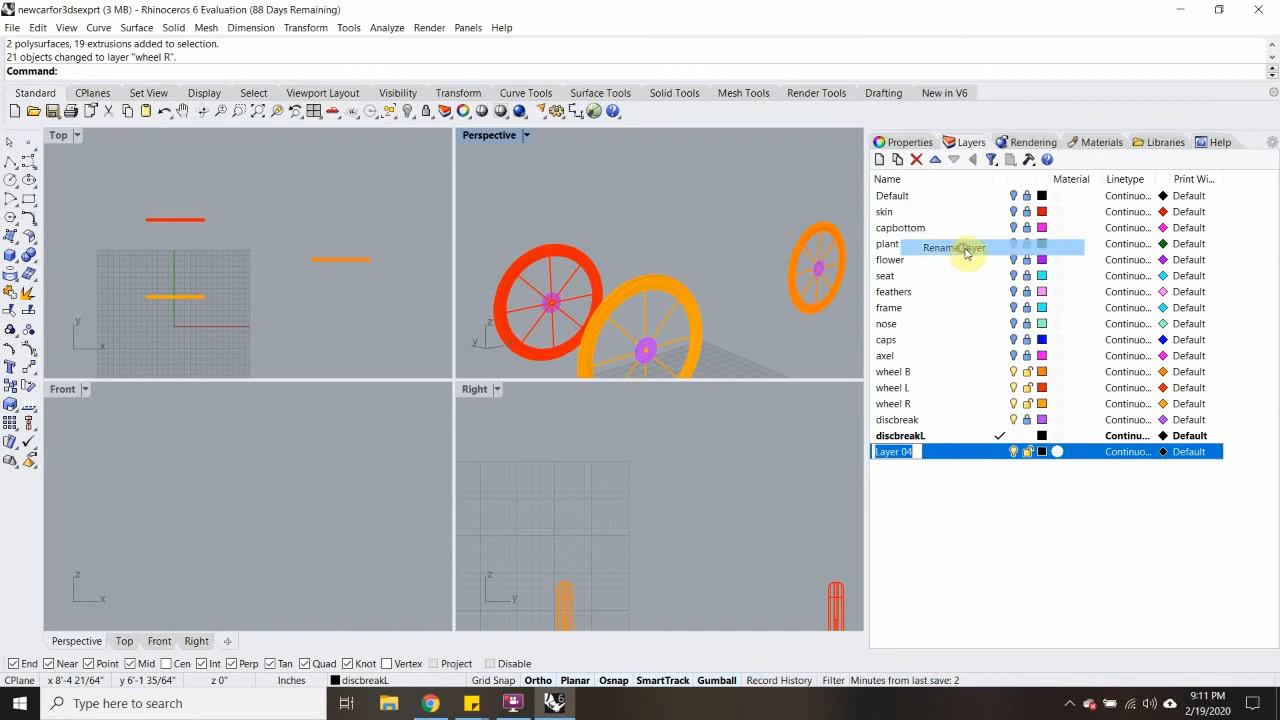 newcarfor3dsexprt (3 MB) - Rhinoceros 6 Evaluation (88 Days Remaining)
File Edit View Curve Surface Solid Mesh Dimension Transform Tools Analyze Render Panels Help
2 polysurfaces, 19 extrusions added to selection.
21 objects changed to layer "wheel R".
Command:
Standard CPlanes Set View Display Select Viewport Layout Visibility Transform Curve Tools Surface Tools Solid Tools Mesh Tools Render Tools Drafting New in V6
Top Perspective
Properties Layers Rendering Materials Libraries Help
Name Material Linetype Print Wi...
Default Continuo... Default
skin Continuo... Default
capbottom Continuo... Default
plant Rename Layer Continuo... Default
flower Continuo... Default
seat Continuo... Default
feathers Continuo... Default
frame Continuo... Default
nose Continuo... Default
caps Continuo... Default
axel Continuo... Default
wheel B Continuo... Default
wheel L Continuo... Default
wheel R Continuo... Default
discbreak Continuo... Default
discbreakL Continu... Default
Layer 04 Continuo... Default
y x
z y
Front Right
z x
z y
Perspective Top Front Right
End Near Point Mid Cen Int Perp Tan Quad Knot Vertex Project Disable
CPlane x 8'-4 21/64" y 6'-1 35/64" z 0" Inches discbreakL Grid Snap Ortho Planar Osnap SmartTrack Gumball Record History Filter Minutes from last save: 2
Type here to search
9:11 PM
2/19/2020